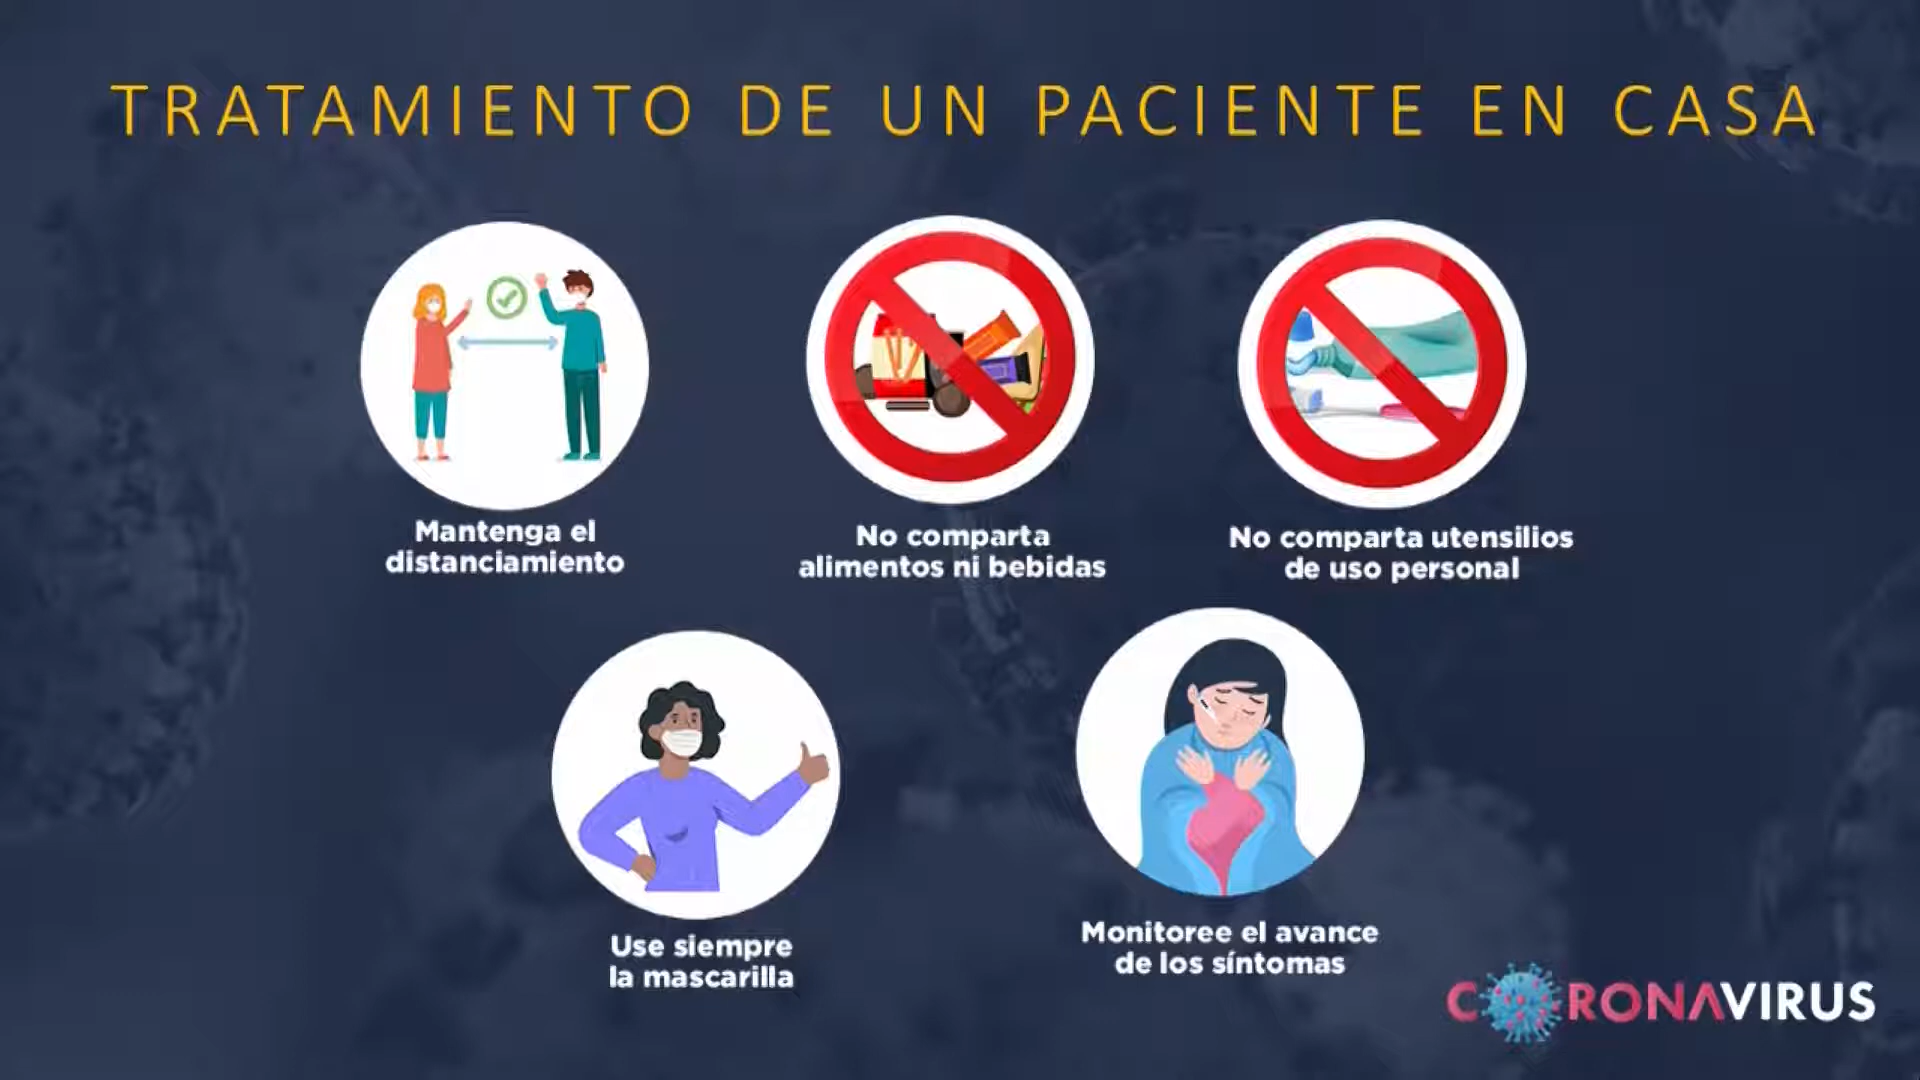 TRATAMIENTO DE UN PACIENTE EN CASA
Mantenga el
distanciamiento
No comparta
alimentos ni bebidas
No comparta utensilios
de uso personal
Use siempre
la mascarilla
Monitoree el avance
de los síntomas
CORONAVIRUS